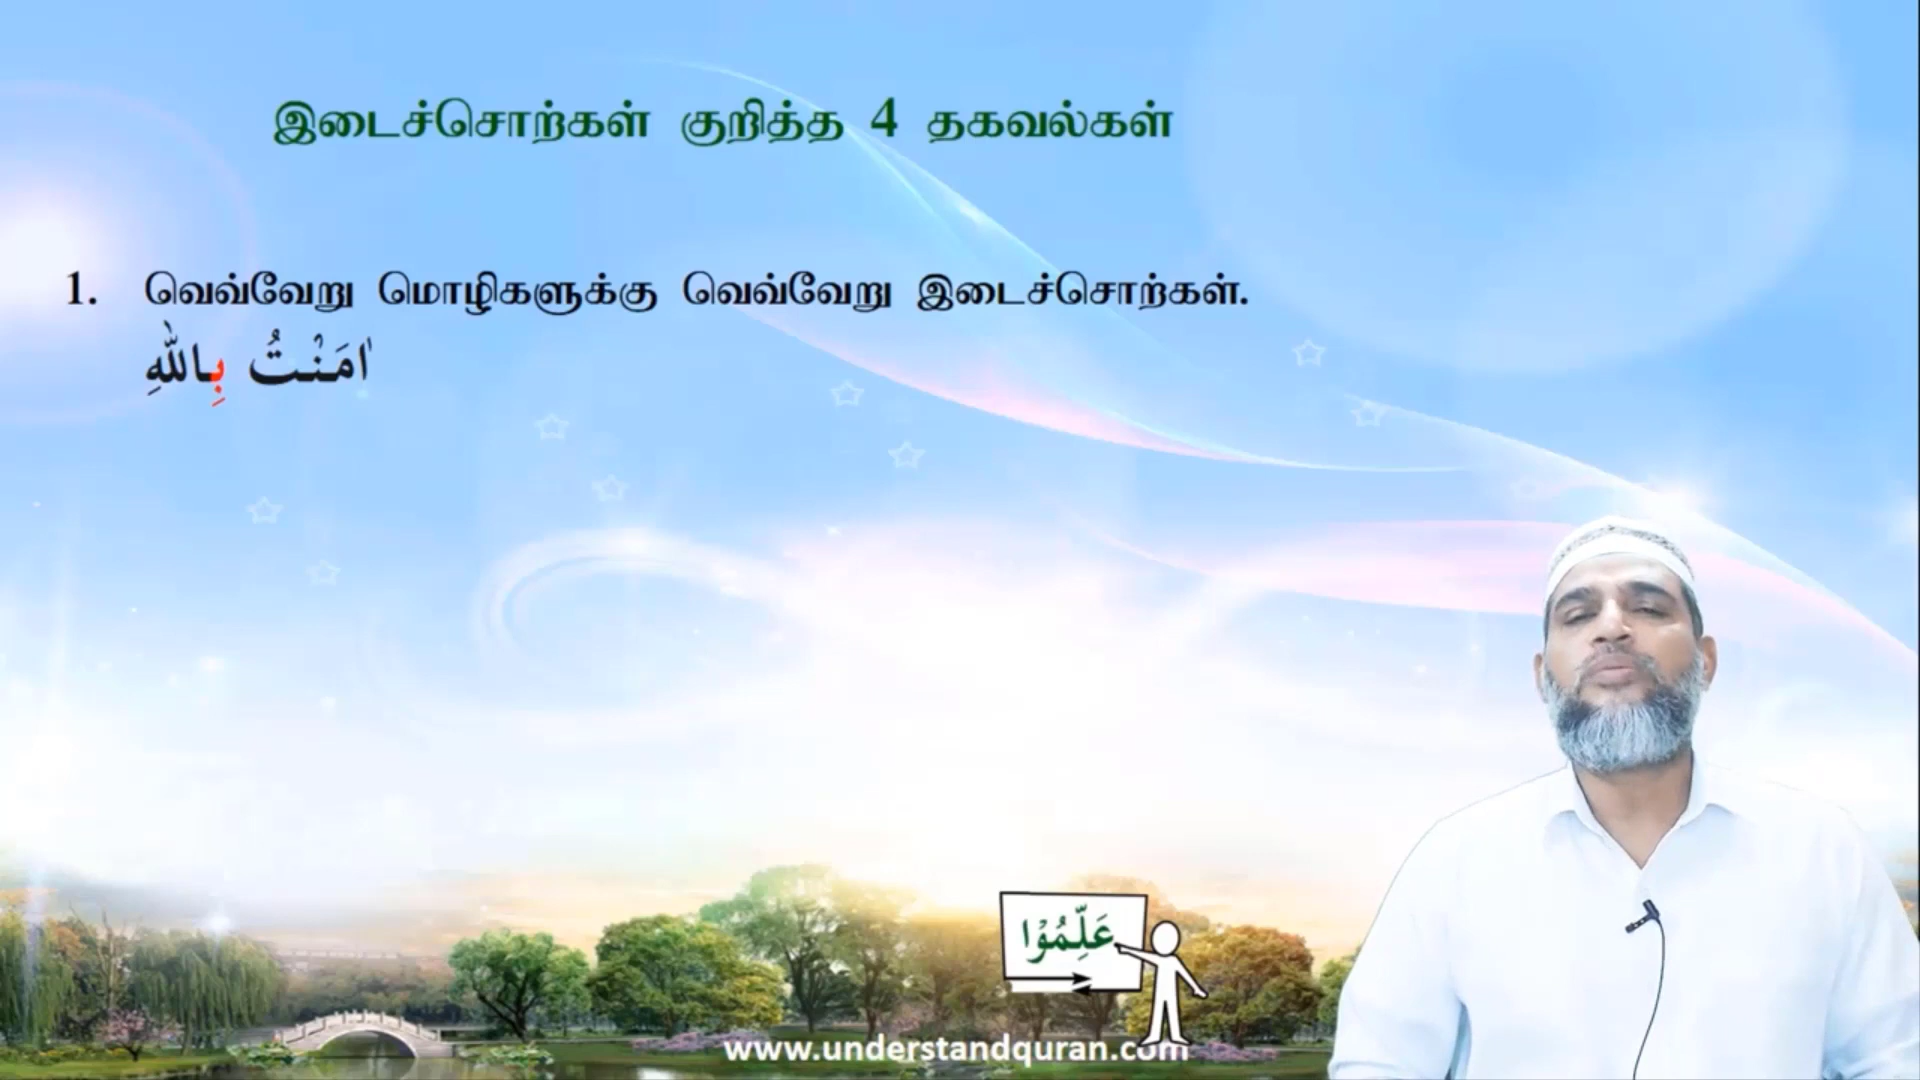 இடைச்சொற்கள் குறித்த 4 தகவல்கள்
1. வெவ்வேறு மொழிகளுக்கு வெவ்வேறு இடைச்சொற்கள்.
اٰمَنْتُ بِاللّٰهِ
عَلِّمُوْا
www.understandquran.com